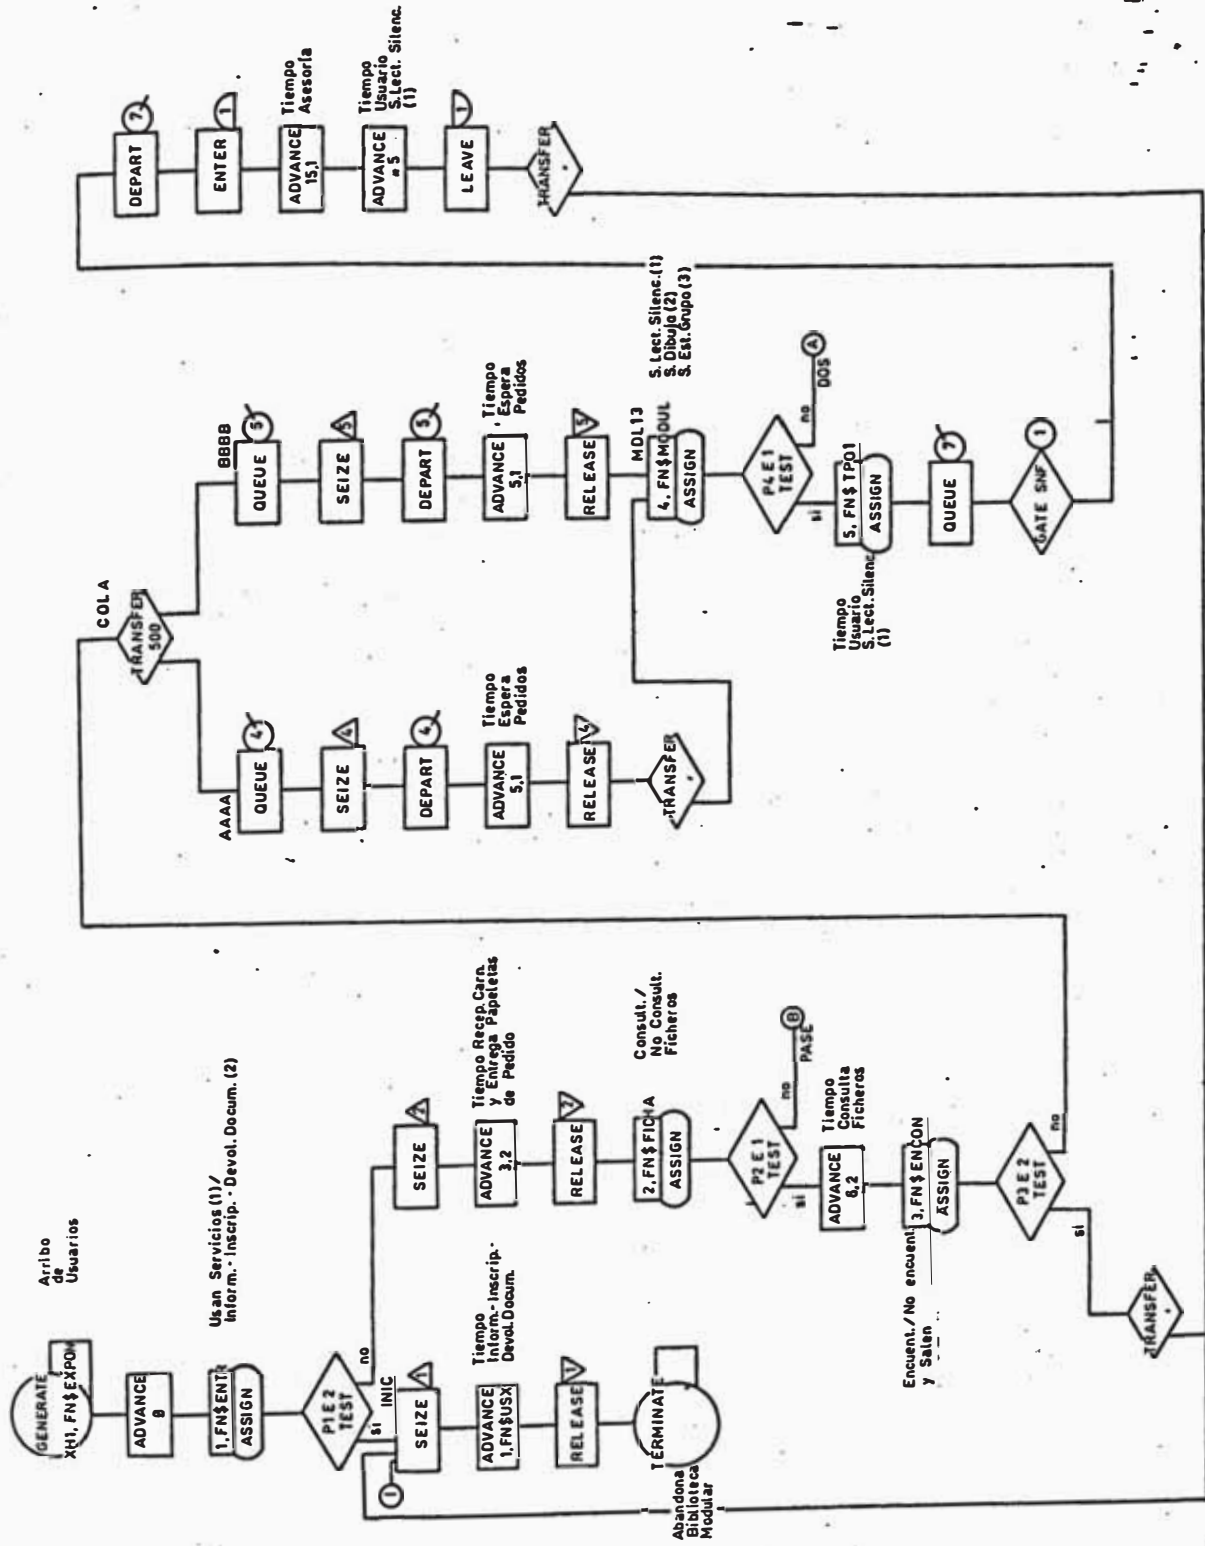 Arribo
de
Usuarios
GENERATE
XH1, FN$EXPON
ADVANCE
0
Usan Servicios (1)/
Inform.-Inscrip.-Devol. Docum. (2)
1, FN$ENTR
ASSIGN
P1 E 2
TEST
si
no
INIC
1
SEIZE
1
Tiempo
Inform.-Inscrip.-
Devol.Docum.
ADVANCE
1, FN$USX
RELEASE
1
TERMINATE
Abandona
Biblioteca
Modular
SEIZE
2
Tiempo Recep.Carn.
y Entrega Papeletas
de Pedido
ADVANCE
3,2
RELEASE
2
Consult./
No Consult.
Ficheros
2, FN$FICHA
ASSIGN
P2 E 1
TEST
si
no
B
PASE
Tiempo
Consulta
Ficheros
ADVANCE
8,2
Encuent./No encuent.
y Salen
3, FN$ENCON
ASSIGN
P3 E 2
TEST
si
no
TRANSFER
,
COLA
TRANSFER
500
AAAA
QUEUE
4
SEIZE
4
DEPART
4
Tiempo
Espera
Pedidos
ADVANCE
5,1
RELEASE
4
TRANSFER
,
BBBB
QUEUE
5
SEIZE
5
DEPART
5
Tiempo
Espera
Pedidos
ADVANCE
5,1
RELEASE
5
MDL13
S. Lect. Silenc.(1)
S. Dibujo (2)
S. Est. Grupo (3)
4, FN$MODUL
ASSIGN
P4 E 1
TEST
si
no
A
DOS
Tiempo
Usuario
S.Lect.Silenc.
(1)
5, FN$TPO1
ASSIGN
QUEUE
7
GATE SNF
1
DEPART
7
ENTER
1
Tiempo
Asesoría
ADVANCE
15,1
Tiempo
Usuario
S.Lect. Silenc.
(1)
ADVANCE
*5
LEAVE
1
TRANSFER
,